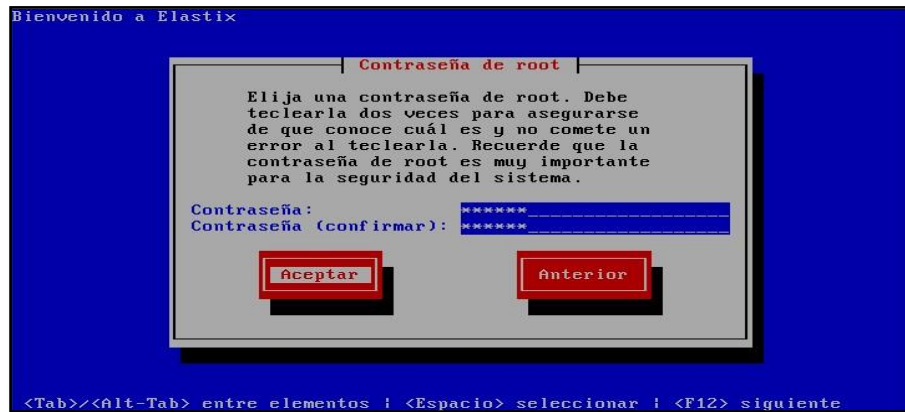 Bienvenido a Elastix
Contraseña de root
Elija una contraseña de root. Debe
teclearla dos veces para asegurarse
de que conoce cuál es y no comete un
error al teclearla. Recuerde que la
contraseña de root es muy importante
para la seguridad del sistema.
Contraseña: ******
Contraseña (confirmar): ******
Aceptar Anterior
<Tab>/<Alt-Tab> entre elementos | <Espacio> seleccionar | <F12> siguiente